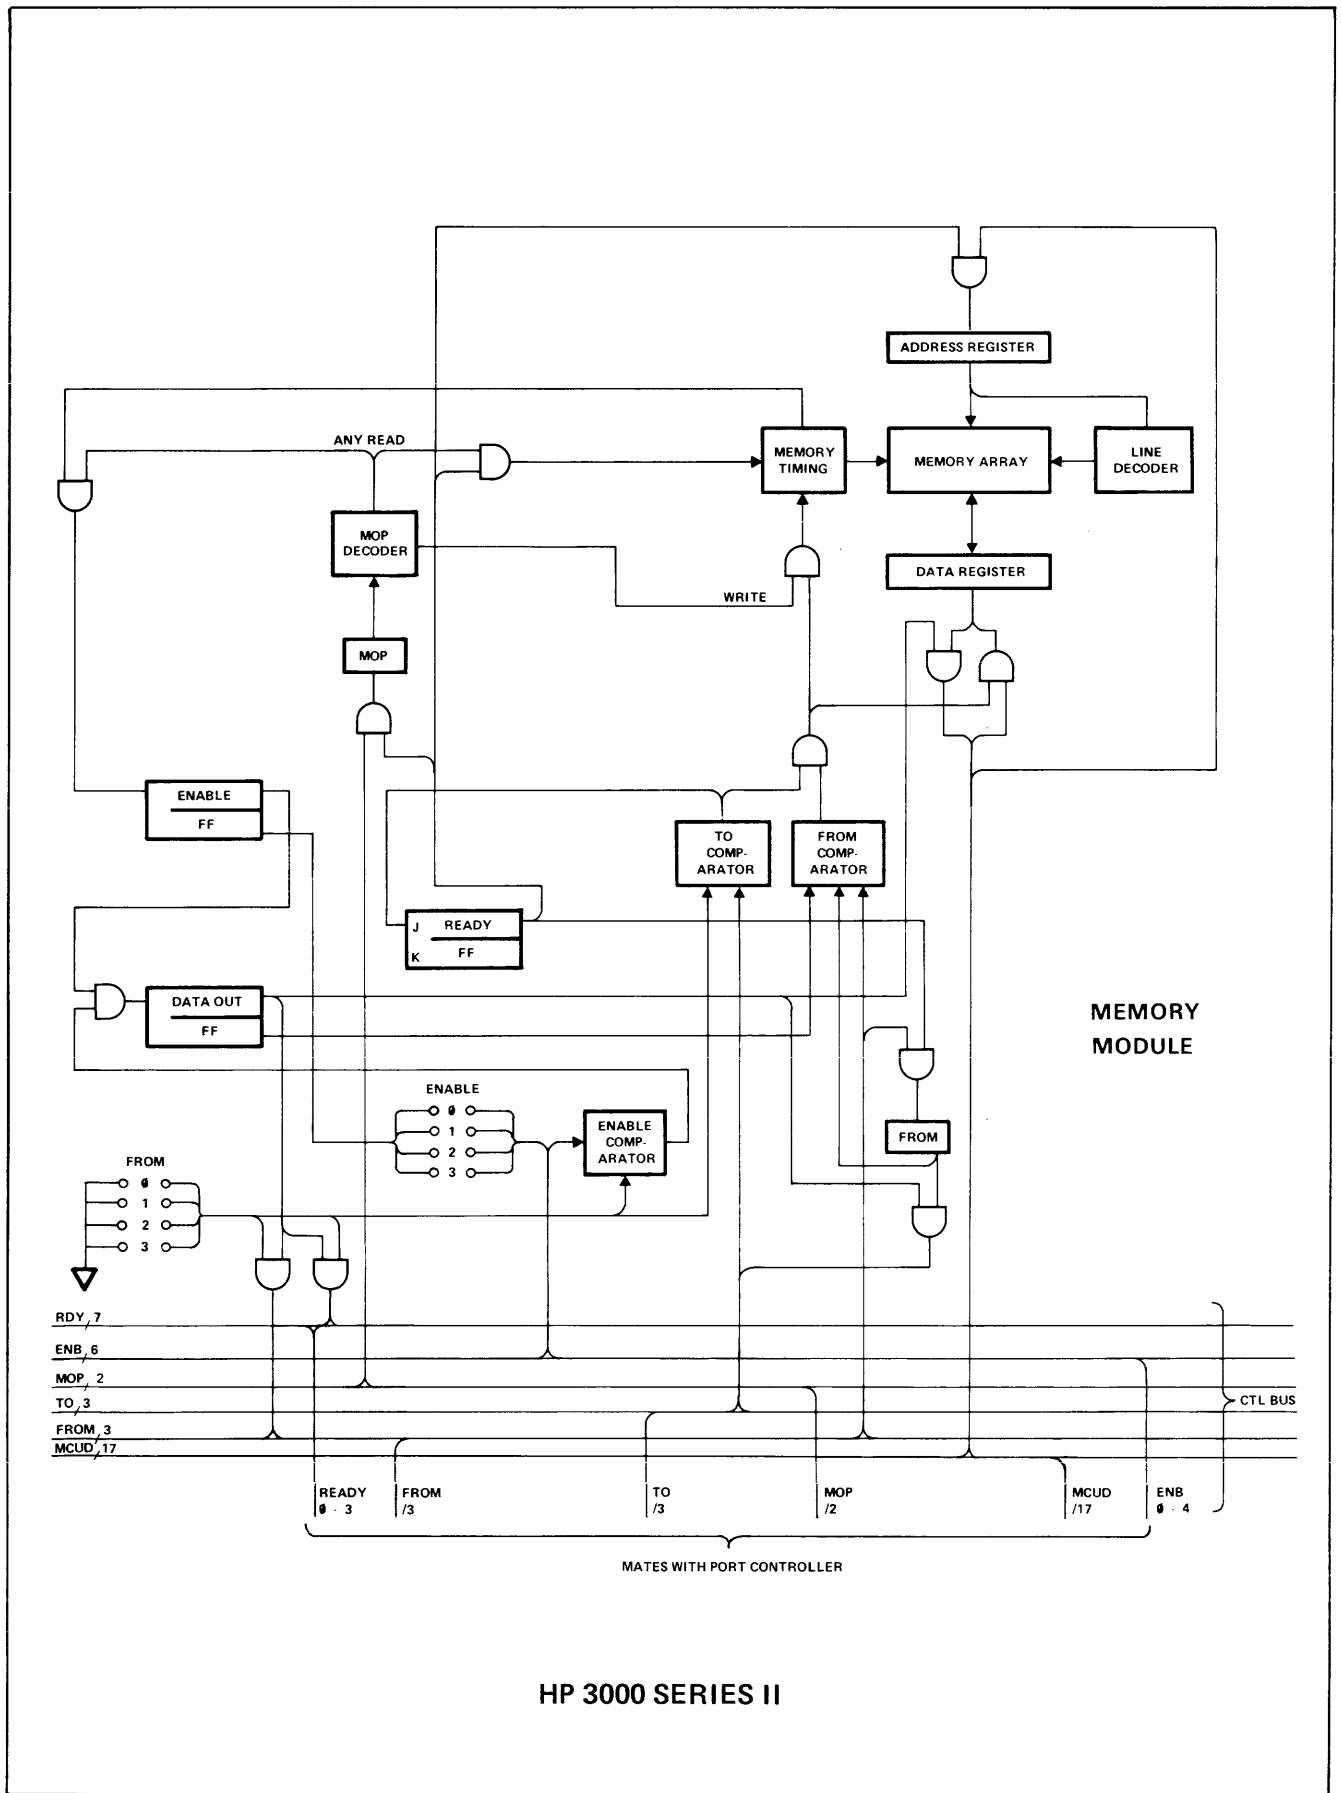 ADDRESS REGISTER
ANY READ
MEMORY
TIMING
MEMORY ARRAY
LINE
DECODER
MOP
DECODER
DATA REGISTER
WRITE
MOP
ENABLE
FF
TO
COMP-
ARATOR
FROM
COMP-
ARATOR
J READY
K FF
DATA OUT
FF
MEMORY
MODULE
ENABLE
0
1
2
3
ENABLE
COMP-
ARATOR
FROM
FROM
0
1
2
3
RDY, 7
ENB, 6
MOP, 2
TO, 3
FROM, 3
MCUD, 17
CTL BUS
READY
0 - 3
FROM
/3
TO
/3
MOP
/2
MCUD
/17
ENB
0 - 4
MATES WITH PORT CONTROLLER
HP 3000 SERIES II